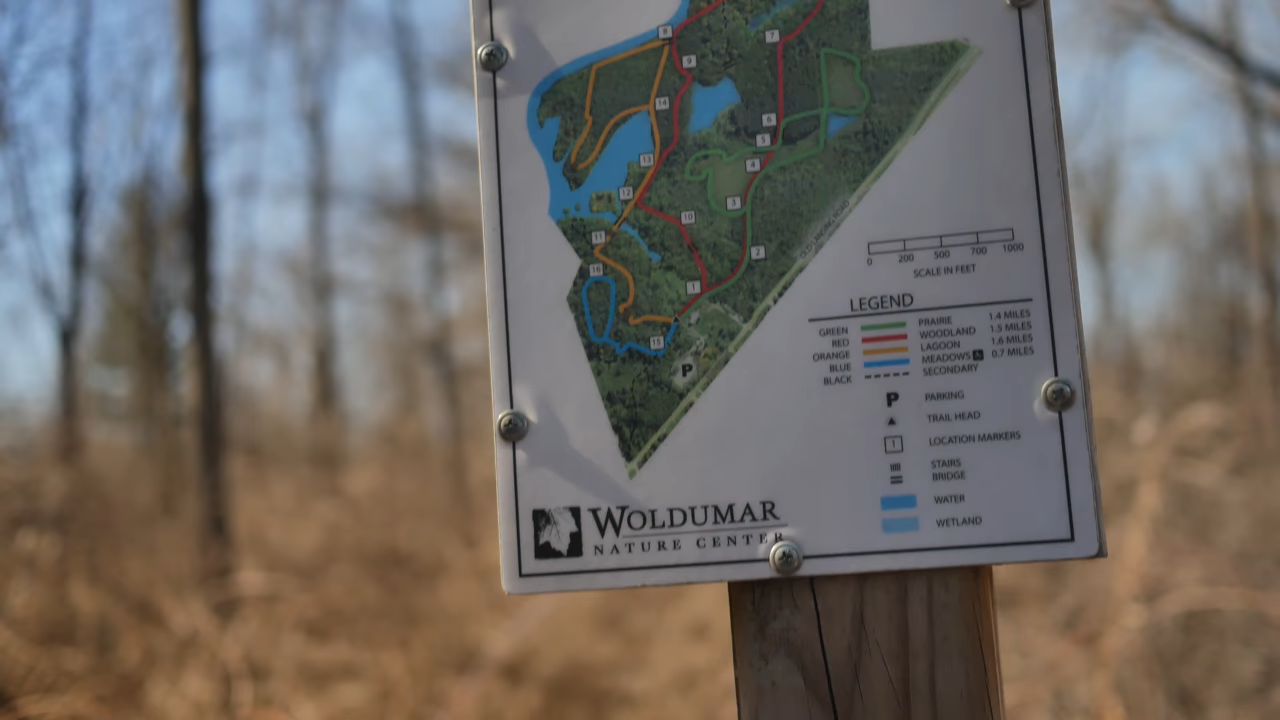 8
7
9
14
6
5
13
4
12
3
10
11
2
16
1
15
P
OLD LANSING ROAD
0 200 500 700 1000
SCALE IN FEET
LEGEND
GREEN PRAIRIE 1.4 MILES
RED WOODLAND 1.5 MILES
ORANGE LAGOON 1.6 MILES
BLUE MEADOWS 0.7 MILES
BLACK SECONDARY
P PARKING
TRAIL HEAD
1 LOCATION MARKERS
STAIRS
BRIDGE
WATER
WETLAND
WOLDUMAR
NATURE CENTER